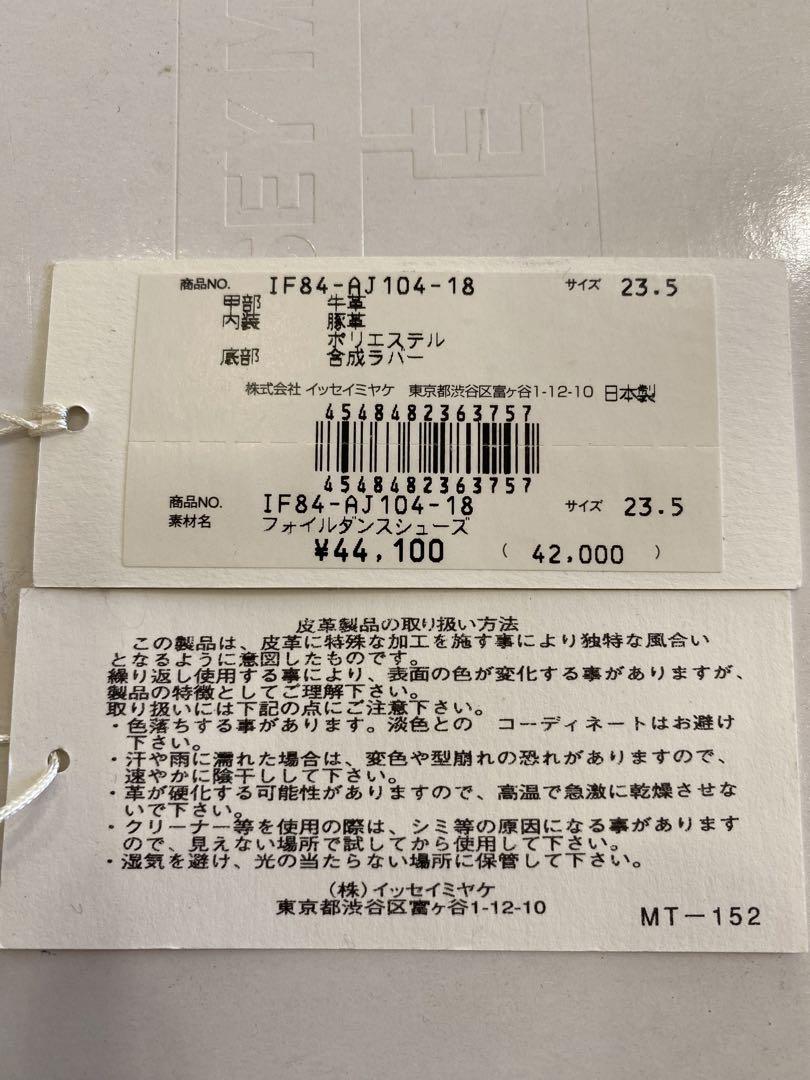 商品NO. IF84-AJ104-18 サイズ 23.5
甲部 牛革
内装 豚革
ポリエステル
底部 合成ラバー
株式会社 イッセイミヤケ 東京都渋谷区富ヶ谷1-12-10 日本製
4548482363757
4548482363757
商品NO. IF84-AJ104-18 サイズ 23.5
素材名 フォイルダンスシューズ
¥44,100 ( 42,000 )
皮革製品の取り扱い方法
この製品は、皮革に特殊な加工を施す事により独特な風合い
となるように意図したものです。
繰り返し使用する事により、表面の色が変化する事がありますが、
製品の特徴としてご理解下さい。
取り扱いには下記の点にご注意下さい。
・色落ちする事があります。淡色との コーディネートはお避け
下さい。
・汗や雨に濡れた場合は、変色や型崩れの恐れがありますので、
速やかに陰干しして下さい。
・革が硬化する可能性がありますので、高温で急激に乾燥させな
いで下さい。
・クリーナー等を使用の際は、シミ等の原因になる事があります
ので、見えない場所で試してから使用して下さい。
・湿気を避け、光の当たらない場所に保管して下さい。
(株)イッセイミヤケ
東京都渋谷区富ヶ谷1-12-10
MT-152